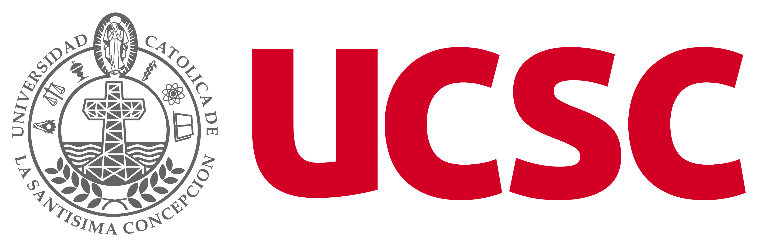 UNIVERSIDAD CATOLICA DE
LA SANTISIMA CONCEPCION
UCSC